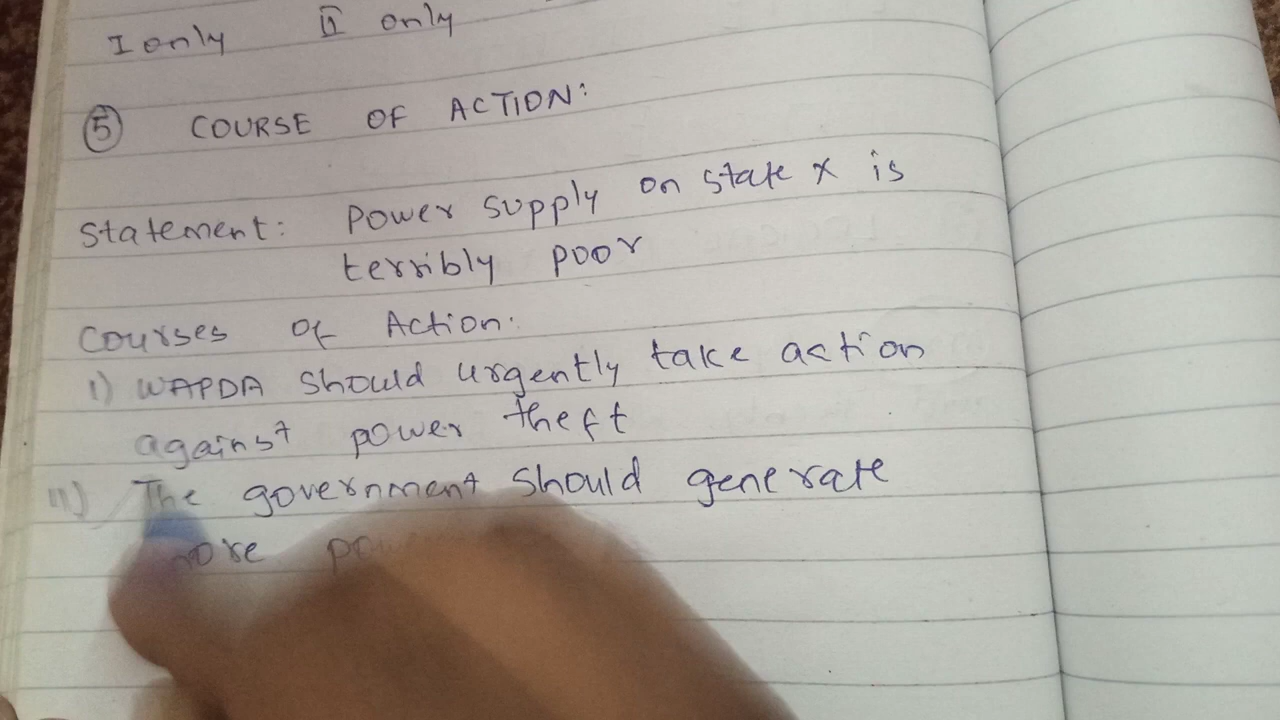 I only II only
⑤ COURSE OF ACTION:
Statement: Power supply on state X is
terribly poor
Courses of Action:
I) WAPDA should urgently take action
against power theft
II) The government should generate
more